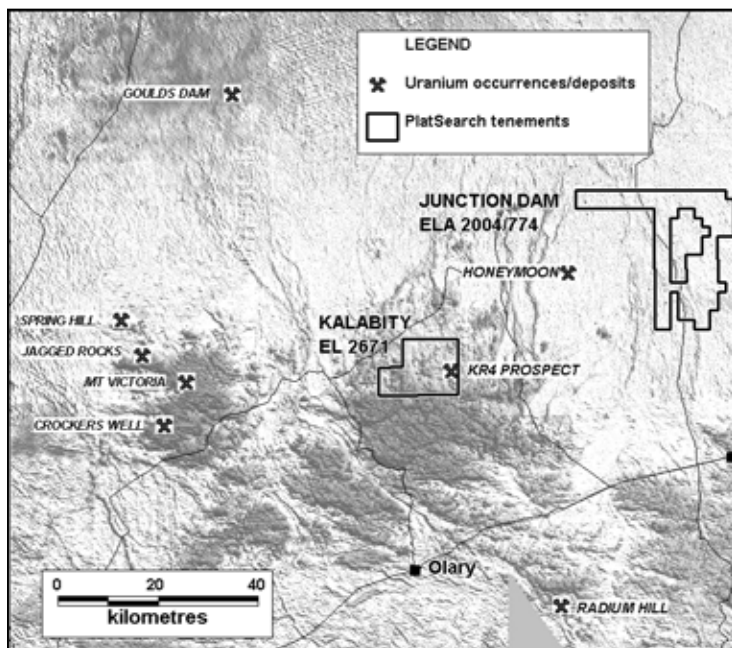 LEGEND
Uranium occurrences/deposits
PlatSearch tenements
GOULDS DAM
JUNCTION DAM
ELA 2004/774
HONEYMOON
SPRING HILL
KALABITY
EL 2671
JAGGED ROCKS
KR4 PROSPECT
MT VICTORIA
CROCKERS WELL
Olary
0 20 40
kilometres
RADIUM HILL